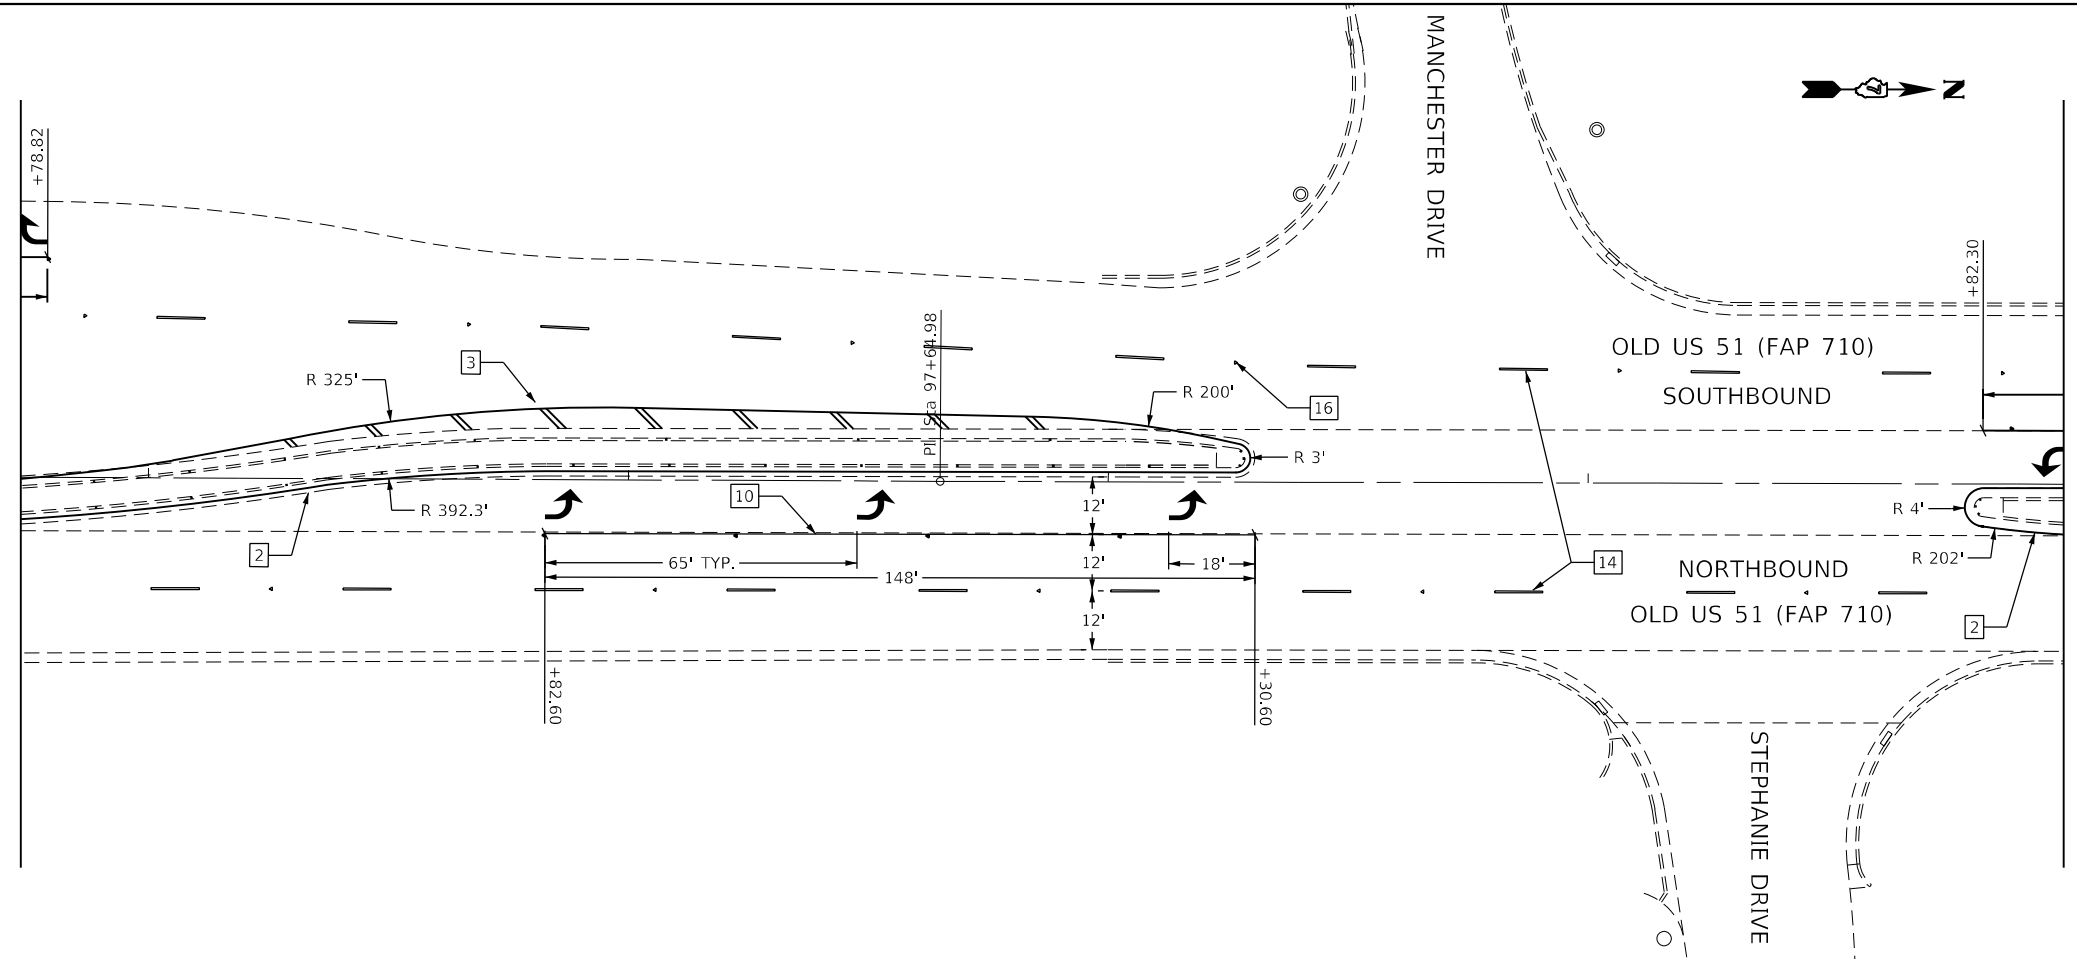 MANCHESTER DRIVE
N
7
+78.82
+82.30
PI Sta 97+64.98
OLD US 51 (FAP 710)
SOUTHBOUND
3
R 325'
R 200'
16
R 3'
10
R 392.3'
12'
R 4'
2
65' TYP.
12'
18'
14
NORTHBOUND
R 202'
148'
12'
OLD US 51 (FAP 710)
2
+82.60
+30.60
STEPHANIE DRIVE